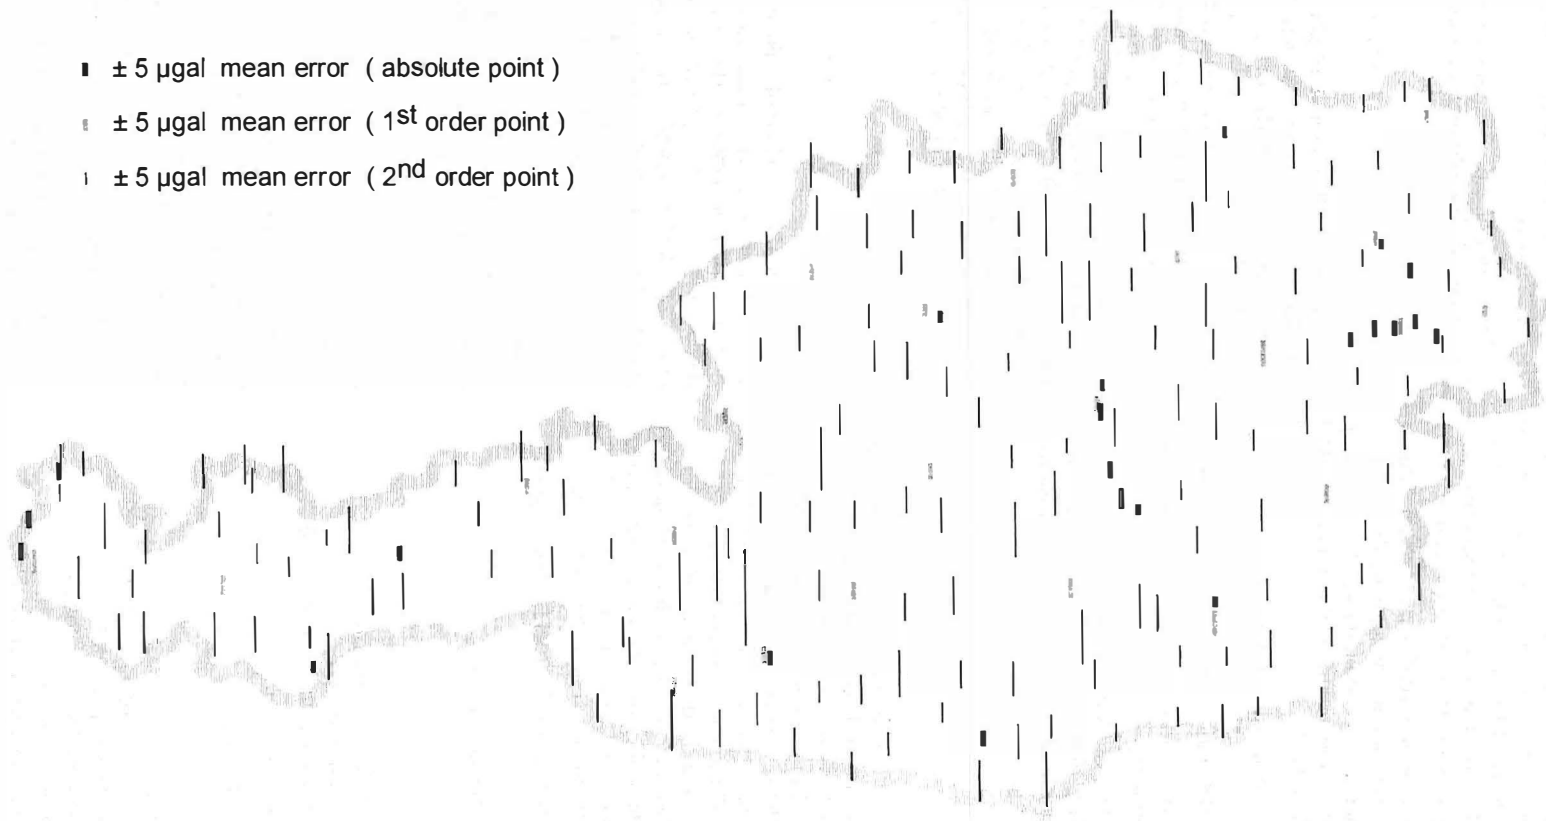 ± 5 µgal mean error ( absolute point )
± 5 µgal mean error ( 1st order point )
± 5 µgal mean error ( 2nd order point )